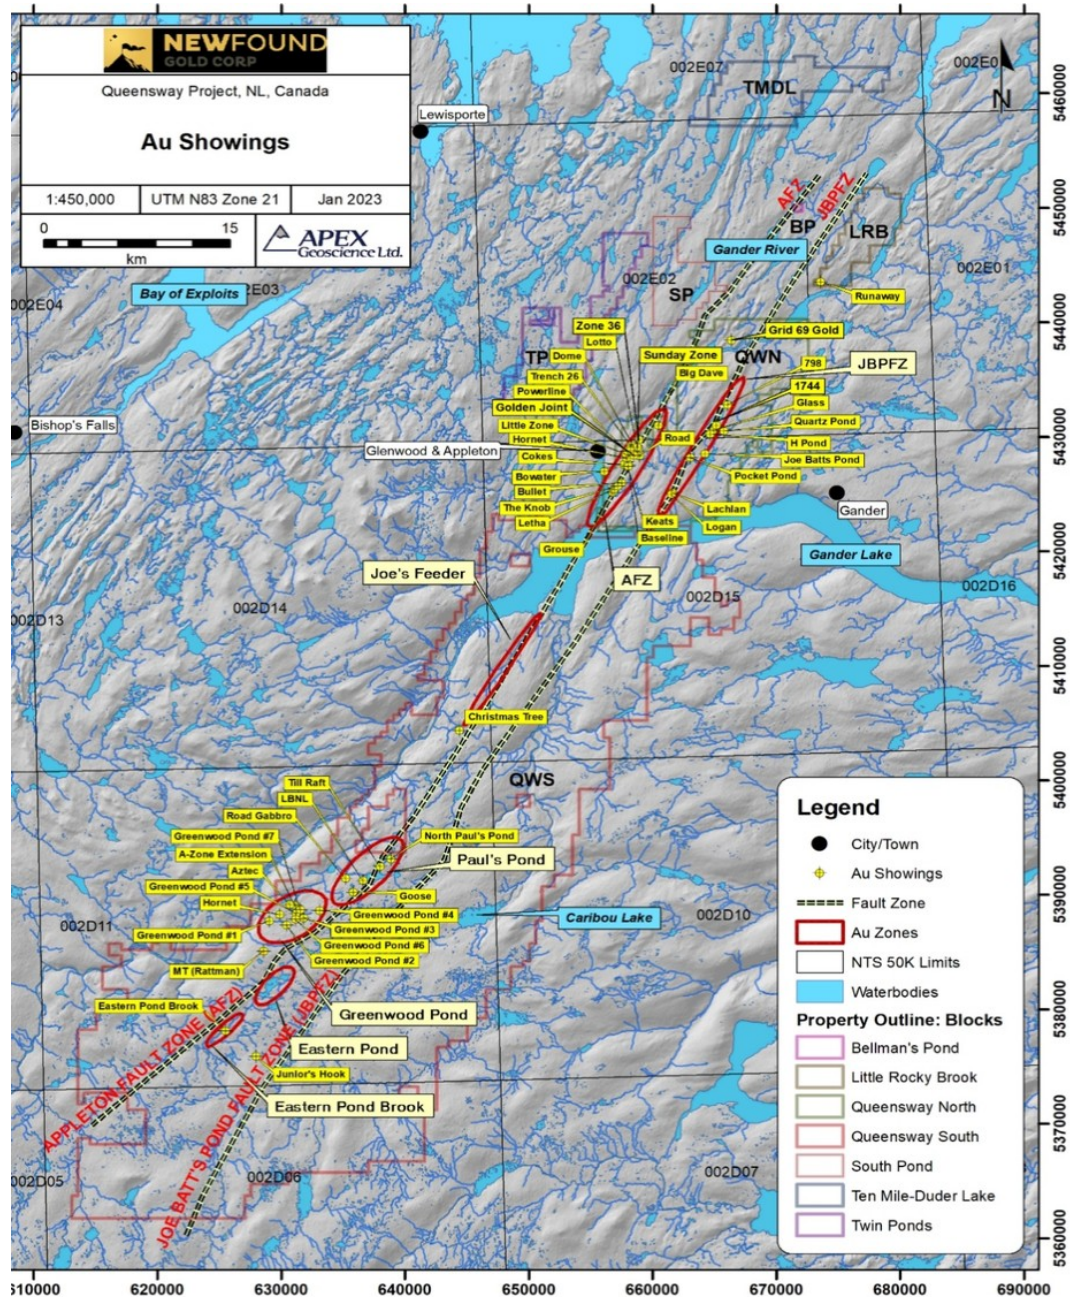 NEWFOUND
GOLD CORP
Queensway Project, NL, Canada
Au Showings
1:450,000
UTM N83 Zone 21
Jan 2023
0
15
km
APEX
Geoscience Ltd.
N
002E07
002E0
TMDL
Lewisporte
AFZ
JBPFZ
BP
LRB
Gander River
002E01
002E02
SP
Runaway
Bay of Exploits
E03
002E04
Zone 36
Lotto
Grid 69 Gold
TP
Dome
Sunday Zone
QWN
798
JBPFZ
Trench 26
Big Dave
1744
Powerline
Glass
Golden Joint
Quartz Pond
Little Zone
Hornet
Road
H Pond
Bishop's Falls
Glenwood & Appleton
Cokes
Joe Batts Pond
Bowater
Pocket Pond
Bullet
The Knob
Lachlan
Gander
Letha
Keats
Logan
Baseline
Grouse
Gander Lake
Joe's Feeder
AFZ
002D16
002D15
002D14
002D13
Christmas Tree
QWS
Till Raft
LBNL
Road Gabbro
Greenwood Pond #7
North Paul's Pond
A-Zone Extension
Paul's Pond
Aztec
Greenwood Pond #5
Goose
Hornet
Greenwood Pond #4
Caribou Lake
002D10
002D11
Greenwood Pond #3
Greenwood Pond #1
Greenwood Pond #6
Greenwood Pond #2
MT (Rattman)
Eastern Pond Brook
Greenwood Pond
Eastern Pond
Junior's Hook
Eastern Pond Brook
APPLETON FAULT ZONE (AFZ)
JOE BATT'S POND FAULT ZONE (JBPFZ)
002D05
002D06
002D07
Legend
City/Town
Au Showings
Fault Zone
Au Zones
NTS 50K Limits
Waterbodies
Property Outline: Blocks
Bellman's Pond
Little Rocky Brook
Queensway North
Queensway South
South Pond
Ten Mile-Duder Lake
Twin Ponds
5460000
5450000
5440000
5430000
5420000
5410000
5400000
5390000
5380000
5370000
5360000
610000
620000
630000
640000
650000
660000
670000
680000
690000